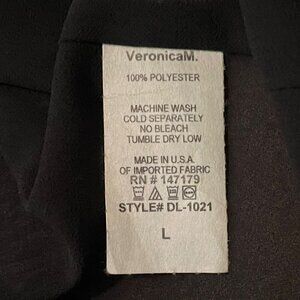 VeronicaM.
100% POLYESTER
MACHINE WASH
COLD SEPARATELY
NO BLEACH
TUMBLE DRY LOW
MADE IN U.S.A.
OF IMPORTED FABRIC
RN # 147179
STYLE# DL-1021
L